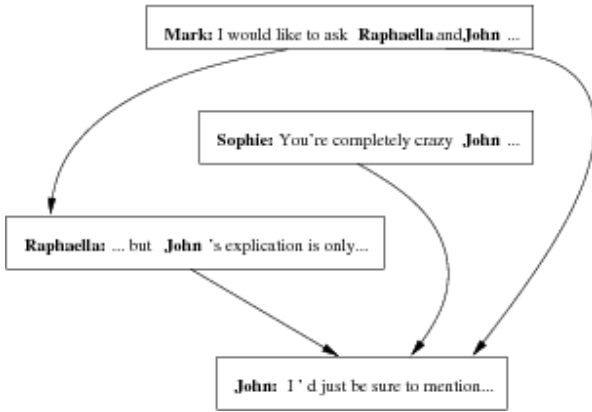 Mark: I would like to ask Raphaella and John ...
Sophie: You're completely crazy John ...
Raphaella: ... but John 's explication is only...
John: I ' d just be sure to mention...